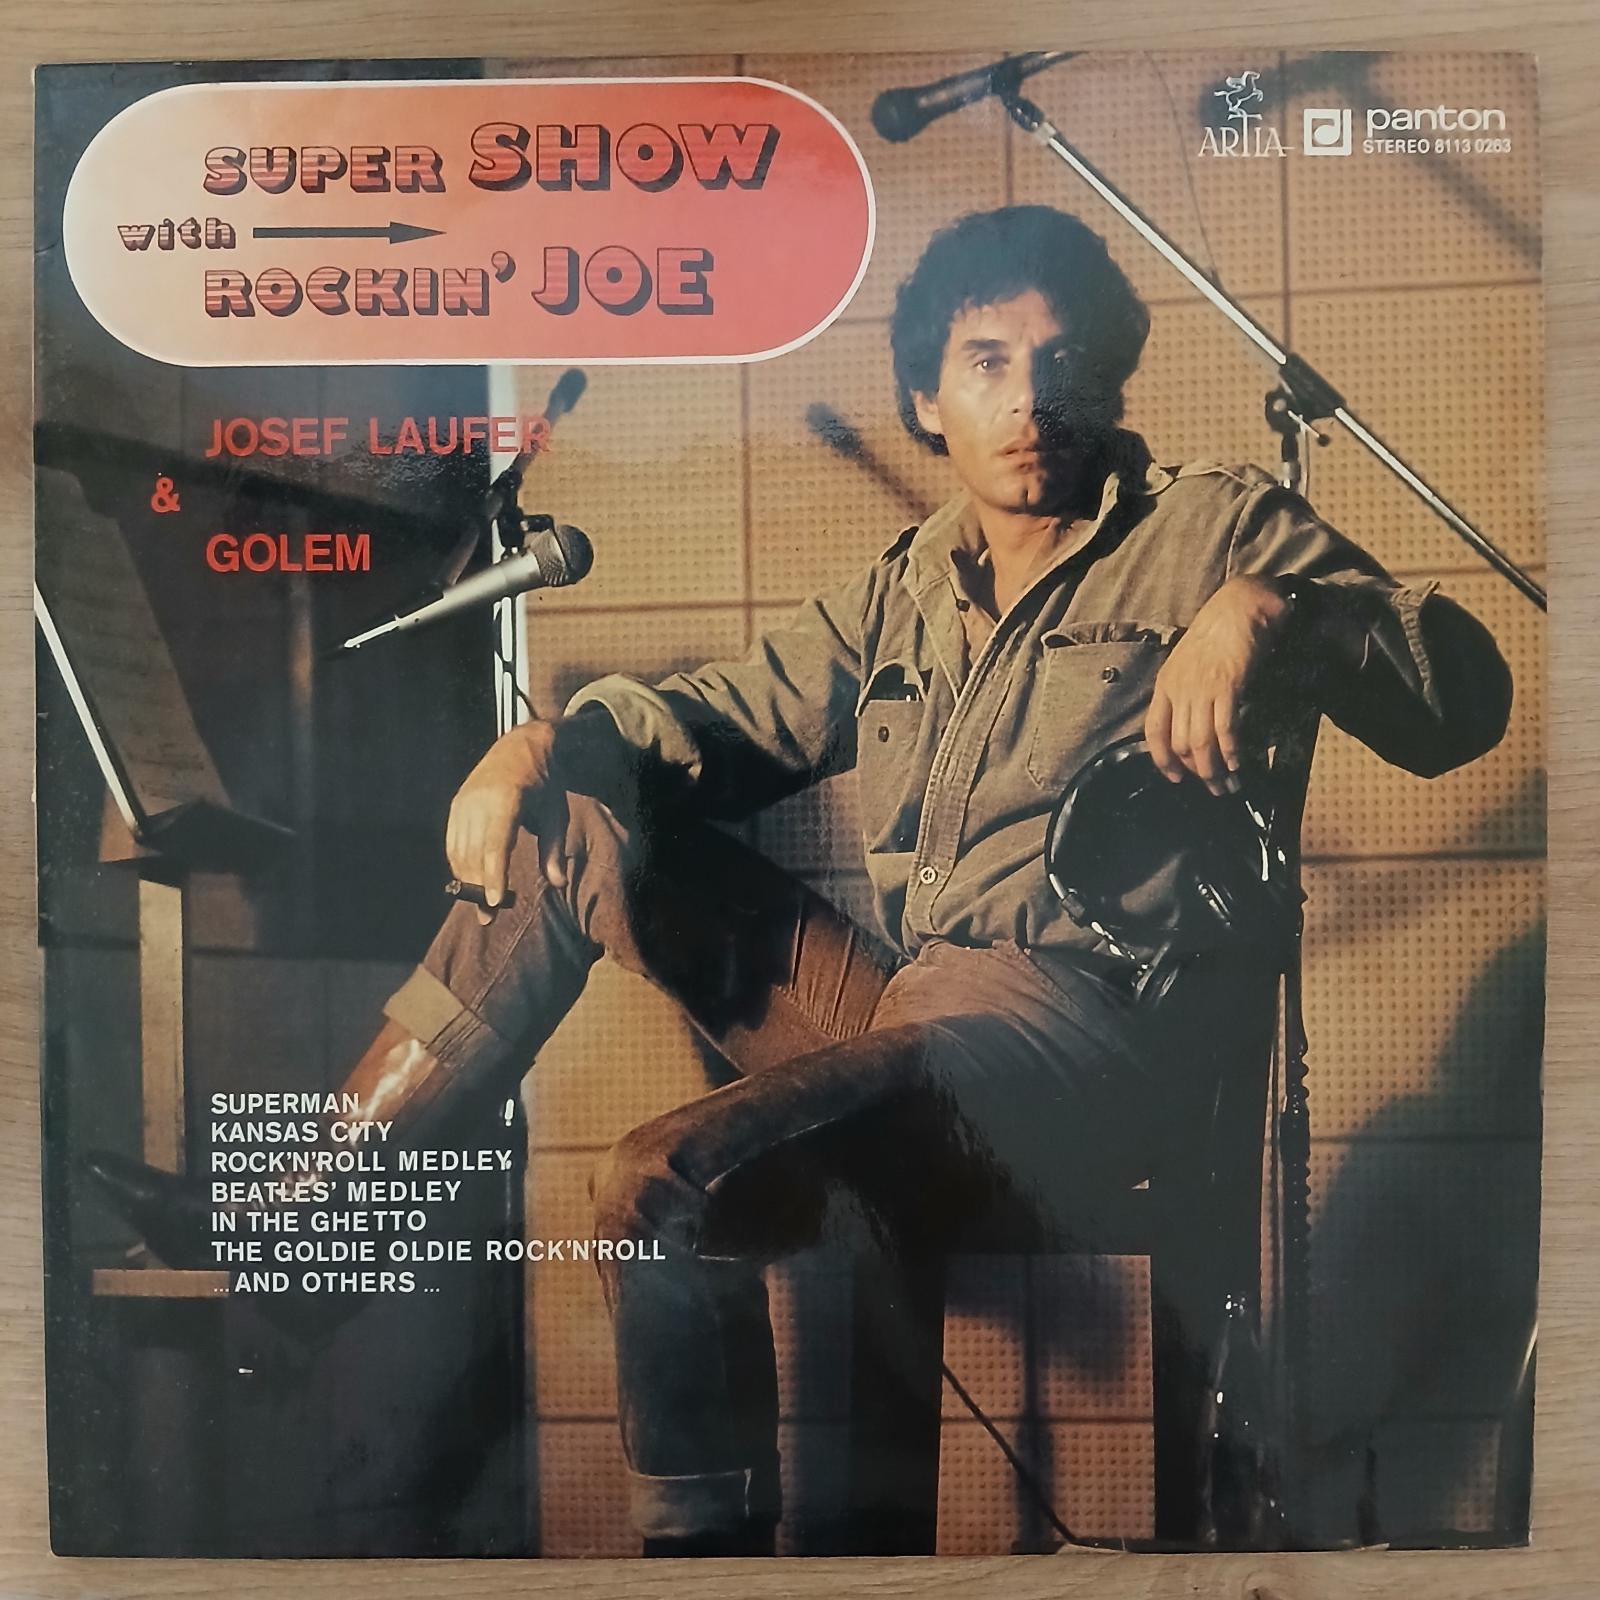 SUPER SHOW
with
ROCKIN' JOE
ARTIA
panton
STEREO 8113 0263
JOSEF LAUFER
&
GOLEM
SUPERMAN
KANSAS CITY
ROCK'N'ROLL MEDLEY
BEATLES' MEDLEY
IN THE GHETTO
THE GOLDIE OLDIE ROCK'N'ROLL
...AND OTHERS...